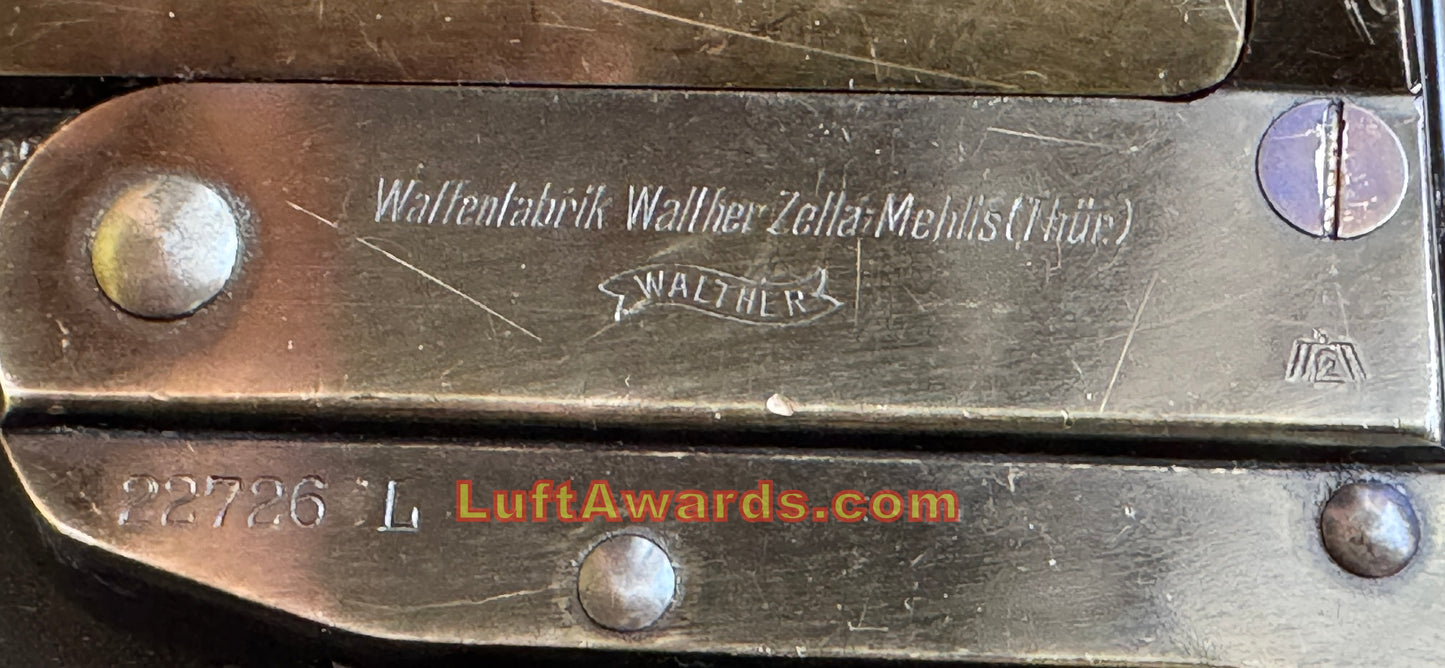 Waffenfabrik Walther Zella-Mehlis (Thür.)
WALTHER
2
22726 L
LuftAwards.com